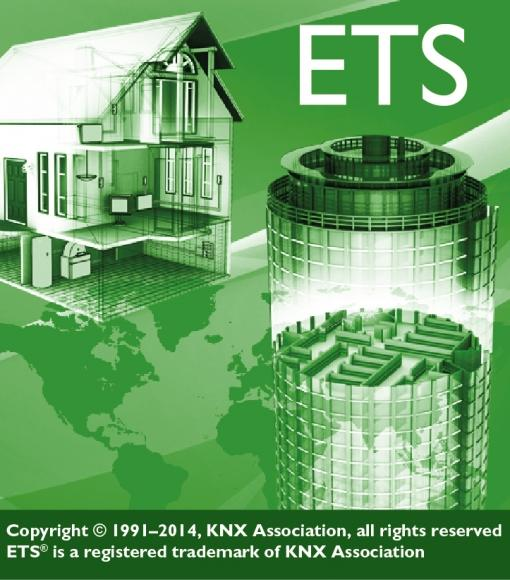 ETS
Copyright © 1991–2014, KNX Association, all rights reserved
ETS® is a registered trademark of KNX Association